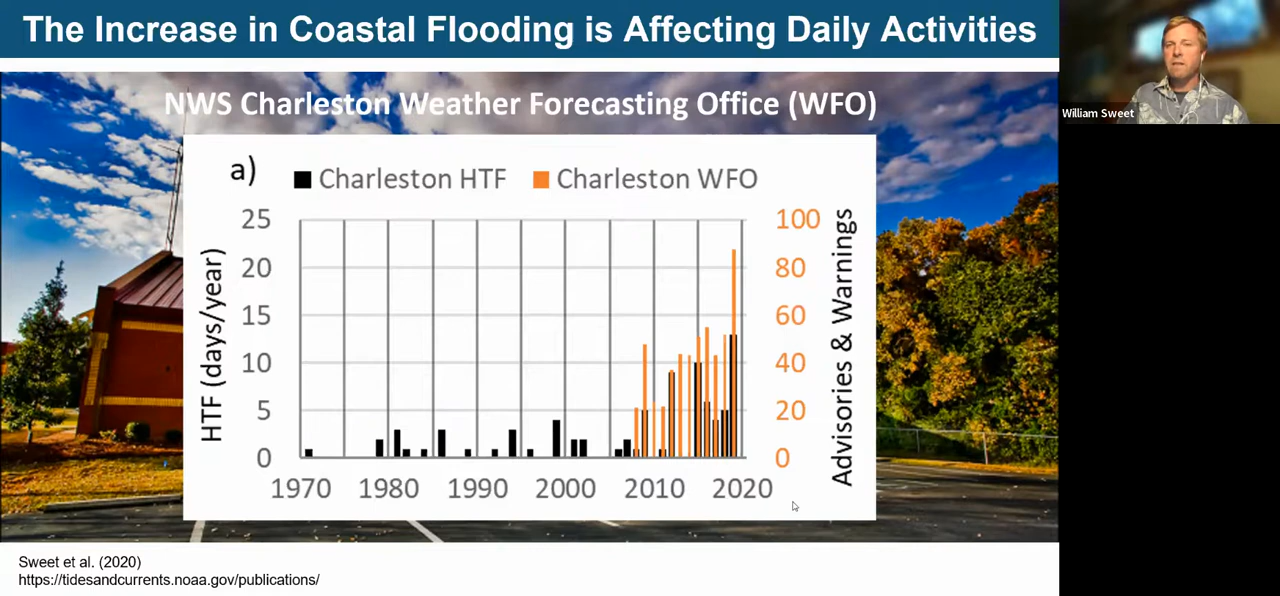 The Increase in Coastal Flooding is Affecting Daily Activities
William Sweet
NWS Charleston Weather Forecasting Office (WFO)
a)
Charleston HTF
Charleston WFO
HTF (days/year)
25
20
15
10
5
0
100
80
60
40
20
0
Advisories & Warnings
1970 1980 1990 2000 2010 2020
Sweet et al. (2020)
https://tidesandcurrents.noaa.gov/publications/